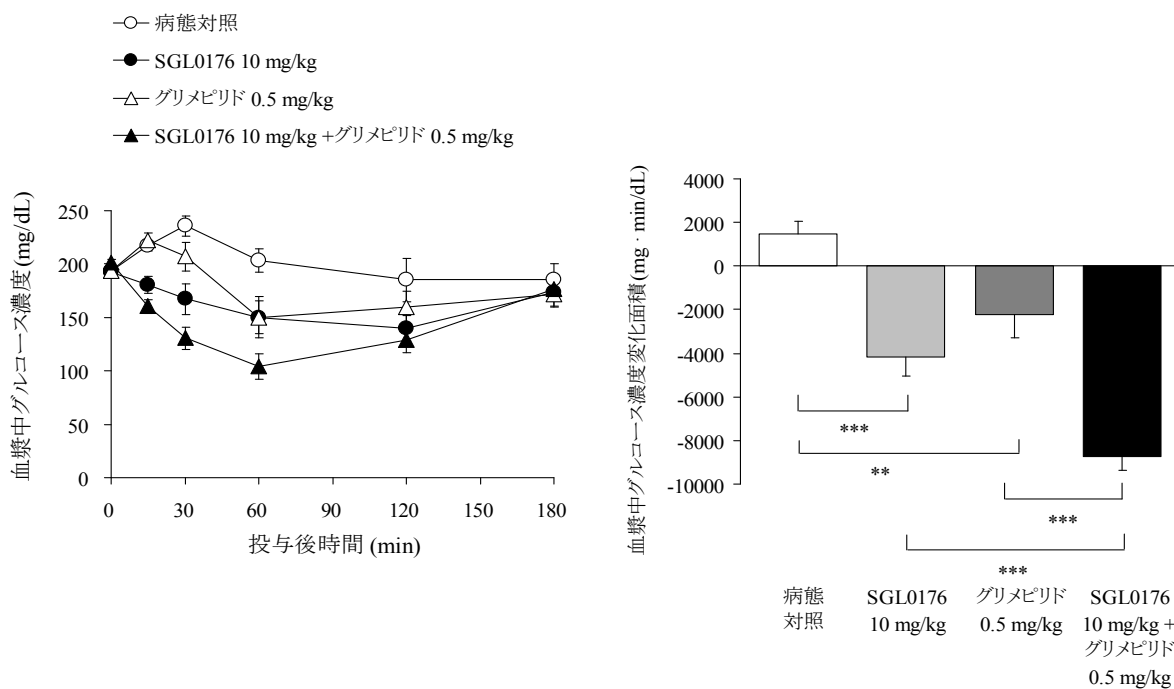 病態対照
SGL0176 10 mg/kg
グリメピリド 0.5 mg/kg
SGL0176 10 mg/kg +グリメピリド 0.5 mg/kg
血漿中グルコース濃度 (mg/dL)
250
200
150
100
50
0
0
30
60
90
120
150
180
投与後時間 (min)
血漿中グルコース濃度変化面積 (mg · min/dL)
4000
2000
0
-2000
-4000
-6000
-8000
-10000
***
**
***
***
病態
対照
SGL0176
10 mg/kg
グリメピリド
0.5 mg/kg
SGL0176
10 mg/kg +
グリメピリド
0.5 mg/kg